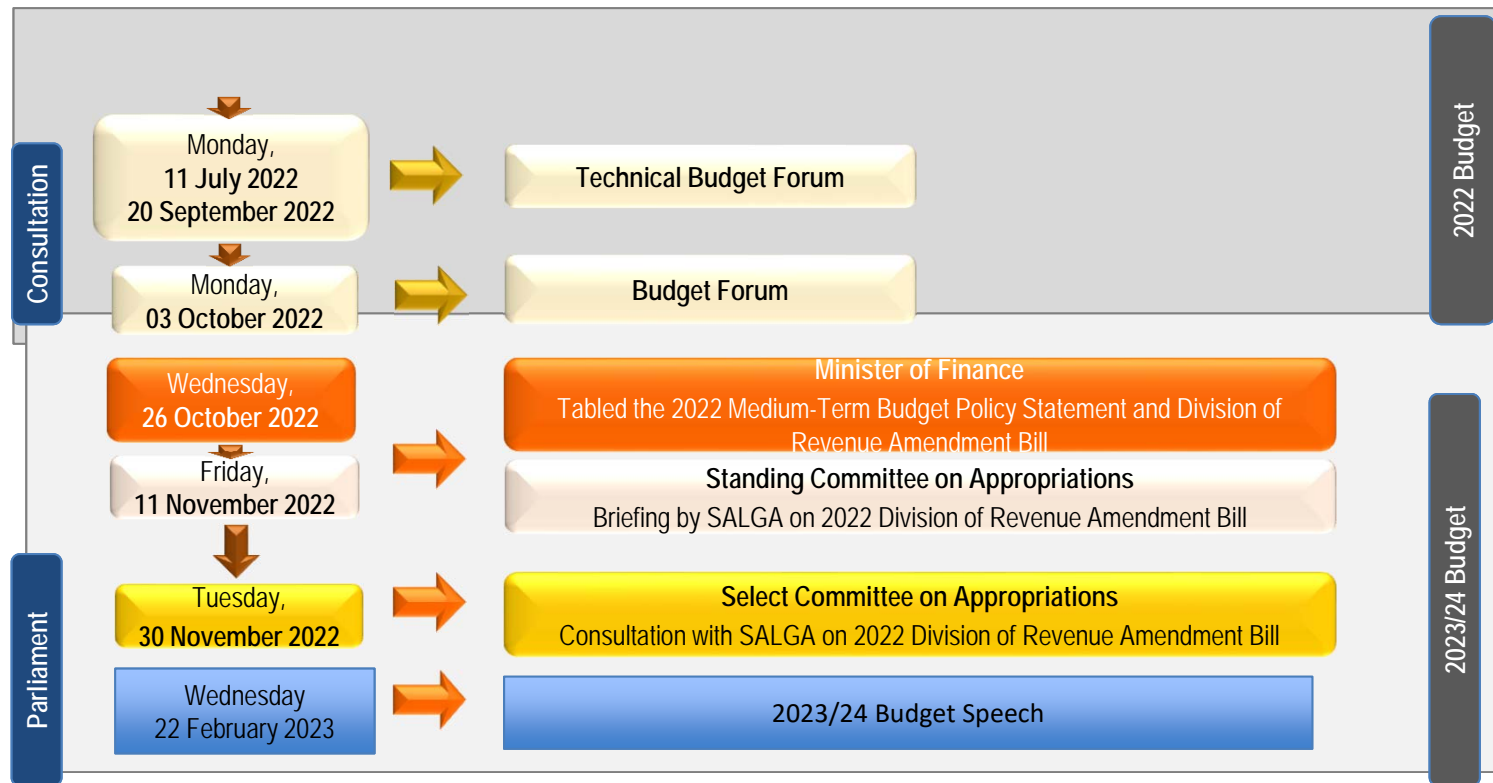 2022 Budget
Consultation
Monday,
11 July 2022
20 September 2022
Technical Budget Forum
Monday,
03 October 2022
Budget Forum
2023/24 Budget
Parliament
Wednesday,
26 October 2022
Minister of Finance
Tabled the 2022 Medium-Term Budget Policy Statement and Division of
Revenue Amendment Bill
Friday,
11 November 2022
Standing Committee on Appropriations
Briefing by SALGA on 2022 Division of Revenue Amendment Bill
Tuesday,
30 November 2022
Select Committee on Appropriations
Consultation with SALGA on 2022 Division of Revenue Amendment Bill
Wednesday
22 February 2023
2023/24 Budget Speech